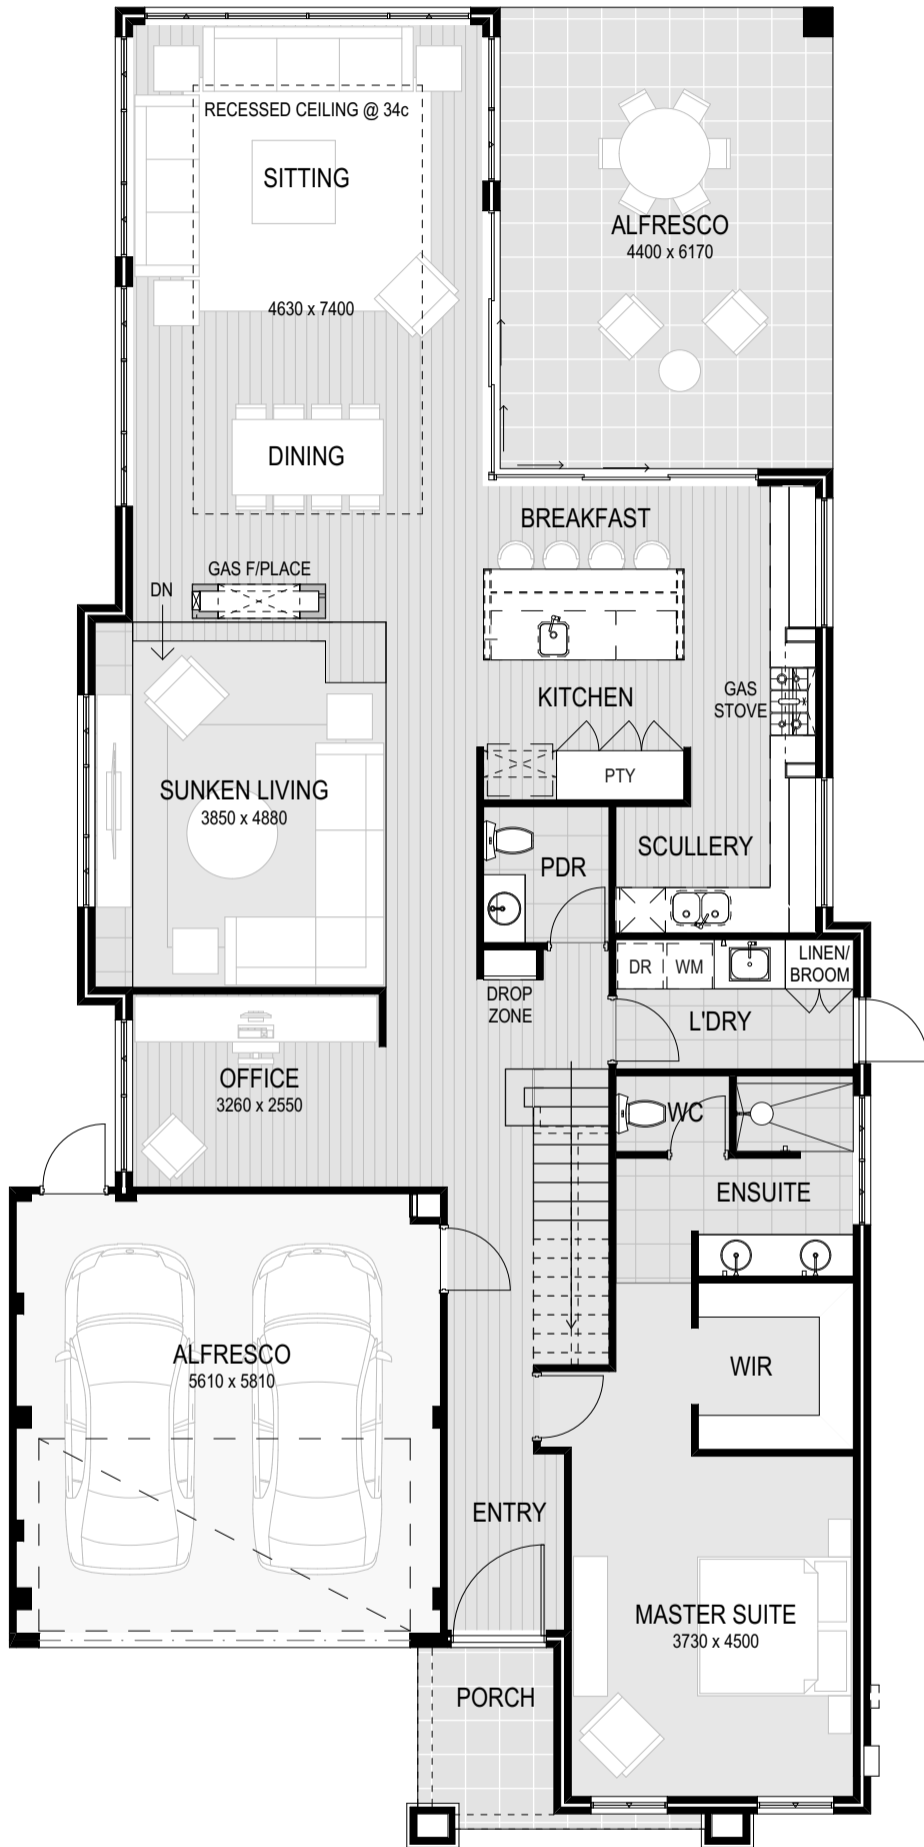 RECESSED CEILING @ 34c
SITTING
4630 x 7400
ALFRESCO
4400 x 6170
DINING
BREAKFAST
GAS F/PLACE
DN
KITCHEN
GAS
STOVE
PTY
SUNKEN LIVING
3850 x 4880
PDR
SCULLERY
DROP
ZONE
DR
WM
LINEN/
BROOM
L'DRY
OFFICE
3260 x 2550
WC
ENSUITE
ALFRESCO
5610 x 5810
WIR
ENTRY
MASTER SUITE
3730 x 4500
PORCH